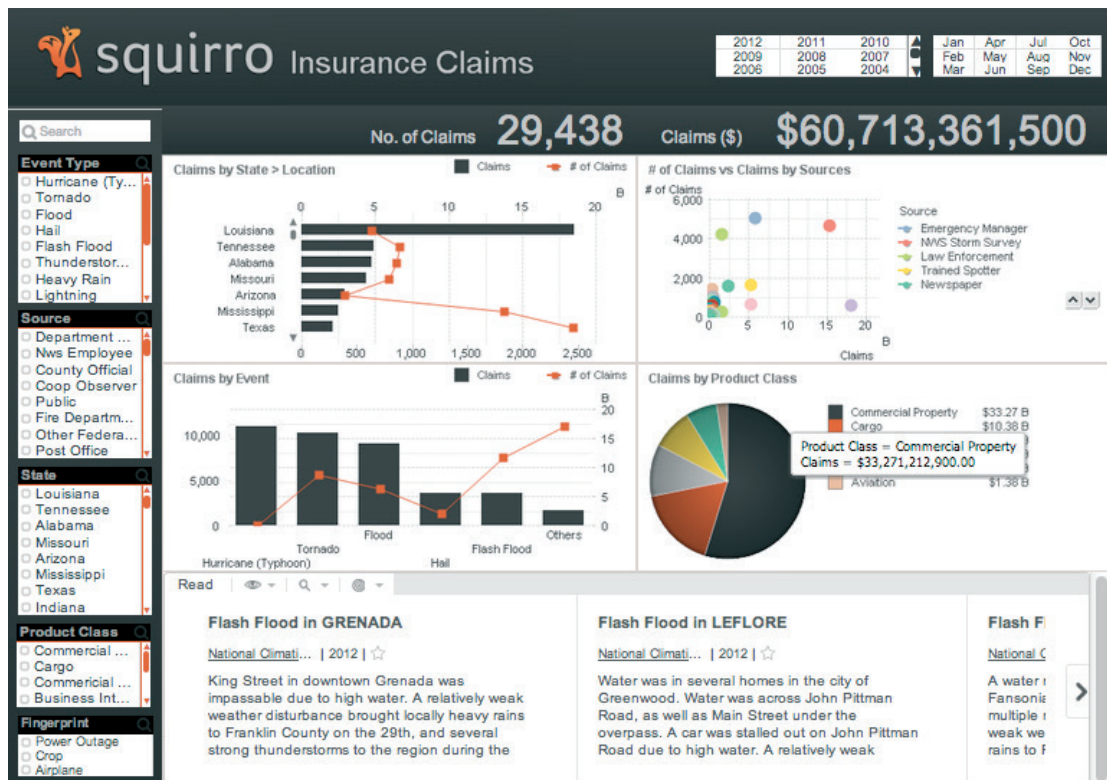 squirro Insurance Claims
2012 2011 2010
2009 2008 2007
2006 2005 2004
Jan Apr Jul Oct
Feb May Aug Nov
Mar Jun Sep Dec
Search
No. of Claims 29,438 Claims ($) $60,713,361,500
Event Type
Hurricane (Ty...
Tornado
Flood
Hail
Flash Flood
Thunderstor...
Heavy Rain
Lightning
Source
Department ...
Nws Employee
County Official
Coop Observer
Public
Fire Departm...
Other Federa...
Post Office
State
Louisiana
Tennessee
Alabama
Missouri
Arizona
Mississippi
Texas
Indiana
Product Class
Commercial ...
Cargo
Commericial ...
Business Int...
Fingerprint
Power Outage
Crop
Airplane
Claims by State > Location
Claims # of Claims
B
0 5 10 15 20
Louisiana
Tennessee
Alabama
Missouri
Arizona
Mississippi
Texas
0 500 1,000 1,500 2,000 2,500
# of Claims vs Claims by Sources
# of Claims
6,000
4,000
2,000
0
0 5 10 15 20
B
Claims
Source
Emergency Manager
NWS Storm Survey
Law Enforcement
Trained Spotter
Newspaper
Claims by Event
Claims # of Claims
B
10,000
5,000
0
20
15
10
5
0
Hurricane (Typhoon)
Tornado
Flood
Hail
Flash Flood
Others
Claims by Product Class
Commercial Property $33.27 B
Cargo $10.38 B
Product Class = Commercial Property
Claims = $33,271,212,900.00
B
B
B
Aviation $1.38 B
Read
Flash Flood in GRENADA
National Climati... | 2012 |
King Street in downtown Grenada was
impassable due to high water. A relatively weak
weather disturbance brought locally heavy rains
to Franklin County on the 29th, and several
strong thunderstorms to the region during the
Flash Flood in LEFLORE
National Climati... | 2012 |
Water was in several homes in the city of
Greenwood. Water was across John Pittman
Road, as well as Main Street under the
overpass. A car was stalled out on John Pittman
Road due to high water. A relatively weak
Flash
National
A water
Fansonia
multiple
weak we
rains to